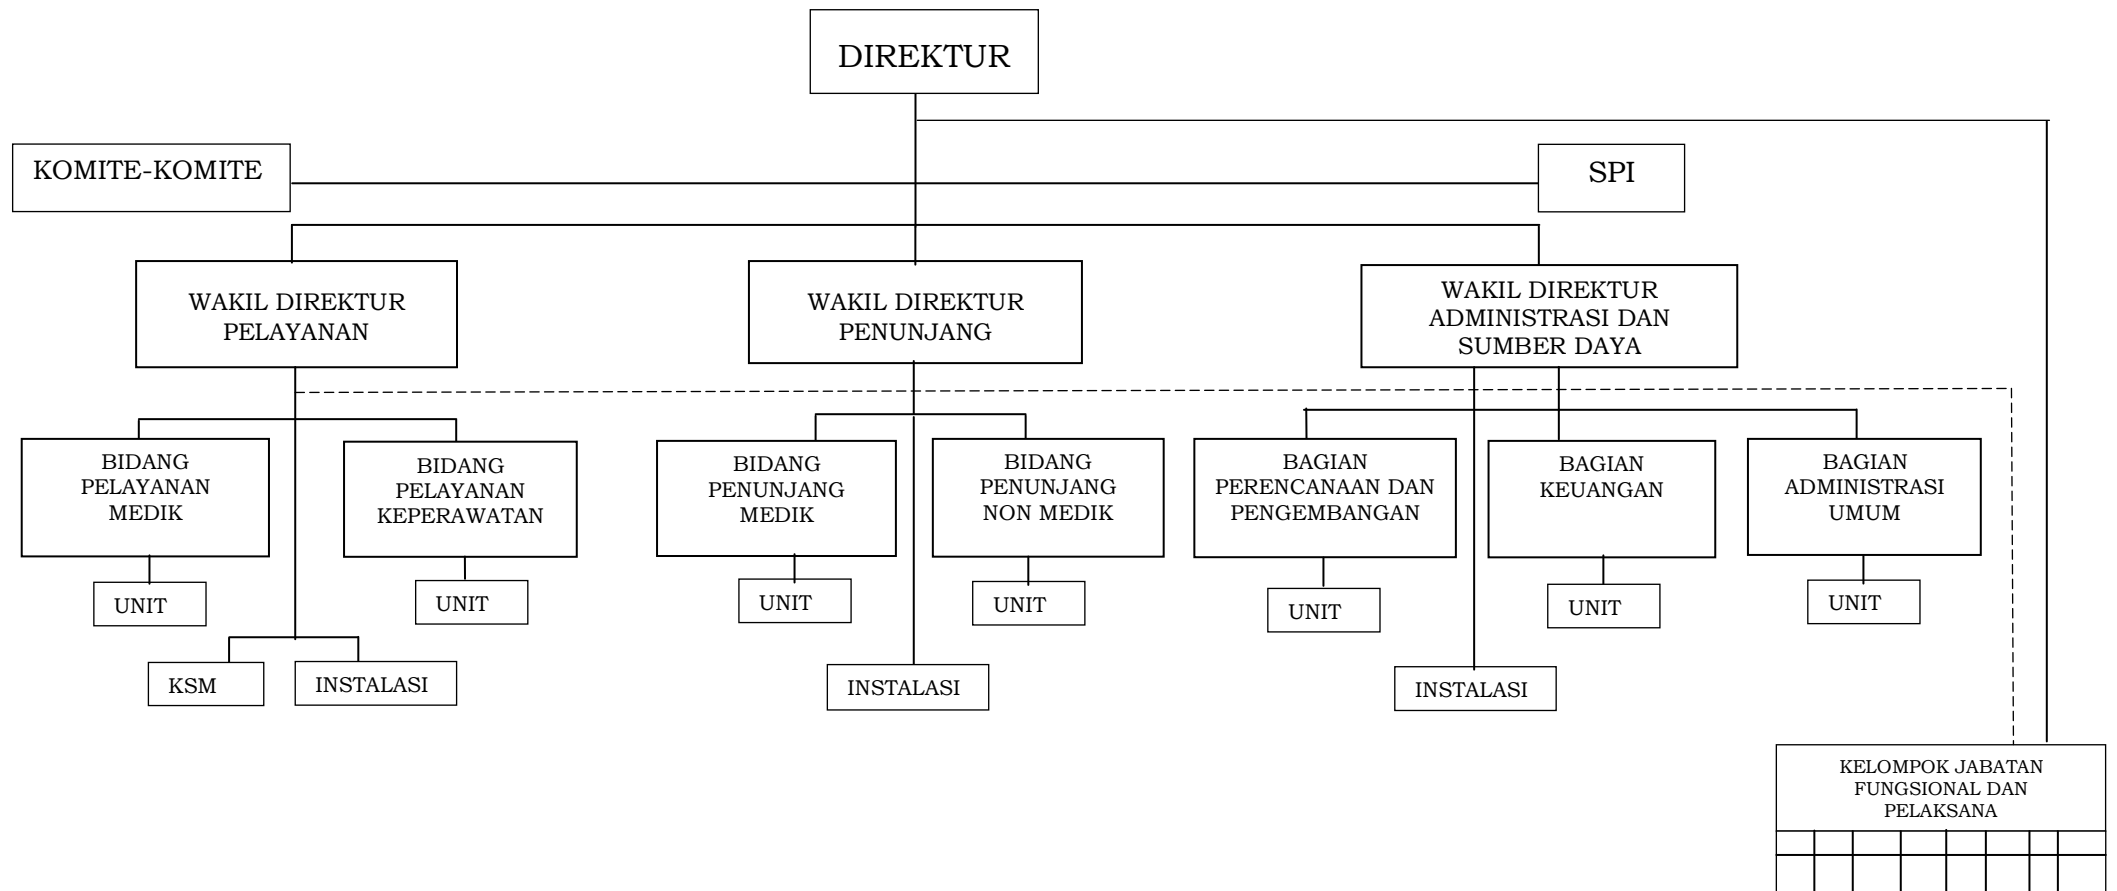 DIREKTUR
KOMITE-KOMITE
SPI
WAKIL DIREKTUR
PELAYANAN
WAKIL DIREKTUR
PENUNJANG
WAKIL DIREKTUR
ADMINISTRASI DAN
SUMBER DAYA
BIDANG
PELAYANAN
MEDIK
BIDANG
PELAYANAN
KEPERAWATAN
BIDANG
PENUNJANG
MEDIK
BIDANG
PENUNJANG
NON MEDIK
BAGIAN
PERENCANAAN DAN
PENGEMBANGAN
BAGIAN
KEUANGAN
BAGIAN
ADMINISTRASI
UMUM
UNIT
UNIT
UNIT
UNIT
UNIT
UNIT
UNIT
KSM
INSTALASI
INSTALASI
INSTALASI
KELOMPOK JABATAN
FUNGSIONAL DAN
PELAKSANA